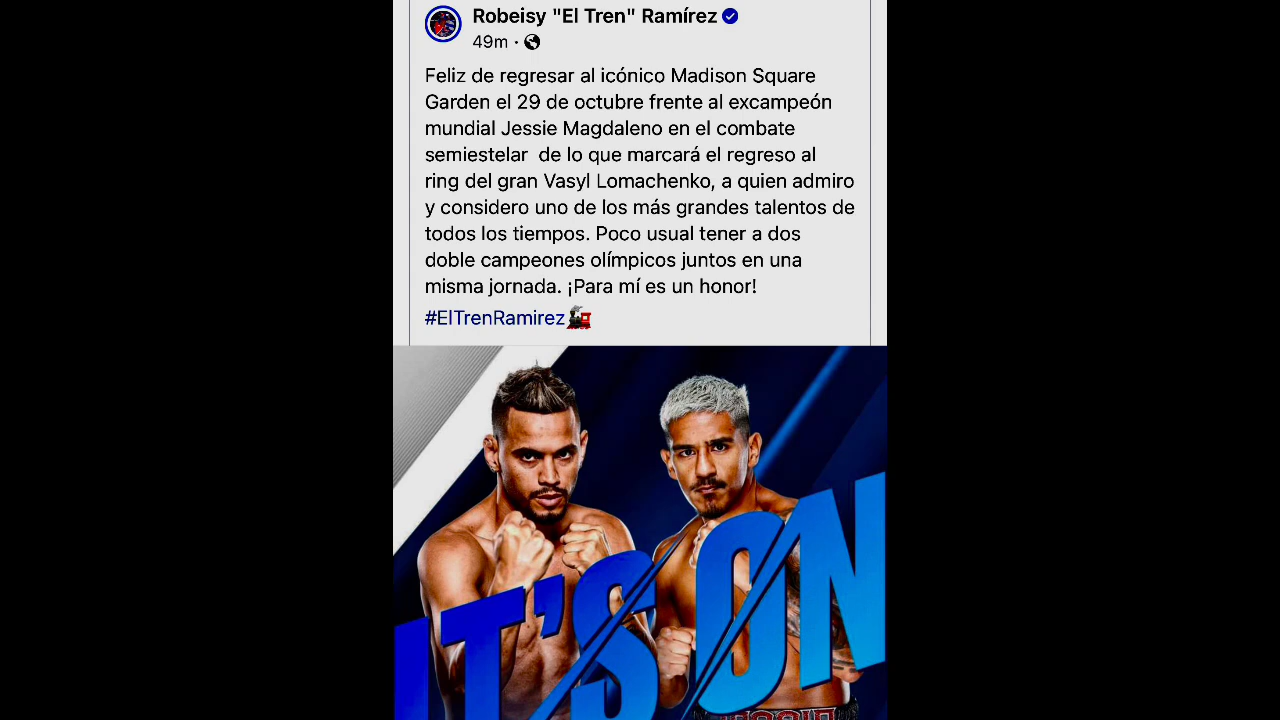 Robeisy "El Tren" Ramírez
49m ·
Feliz de regresar al icónico Madison Square
Garden el 29 de octubre frente al excampeón
mundial Jessie Magdaleno en el combate
semiestelar de lo que marcará el regreso al
ring del gran Vasyl Lomachenko, a quien admiro
y considero uno de los más grandes talentos de
todos los tiempos. Poco usual tener a dos
doble campeones olímpicos juntos en una
misma jornada. ¡Para mí es un honor!
#ElTrenRamirez
IT'S ON